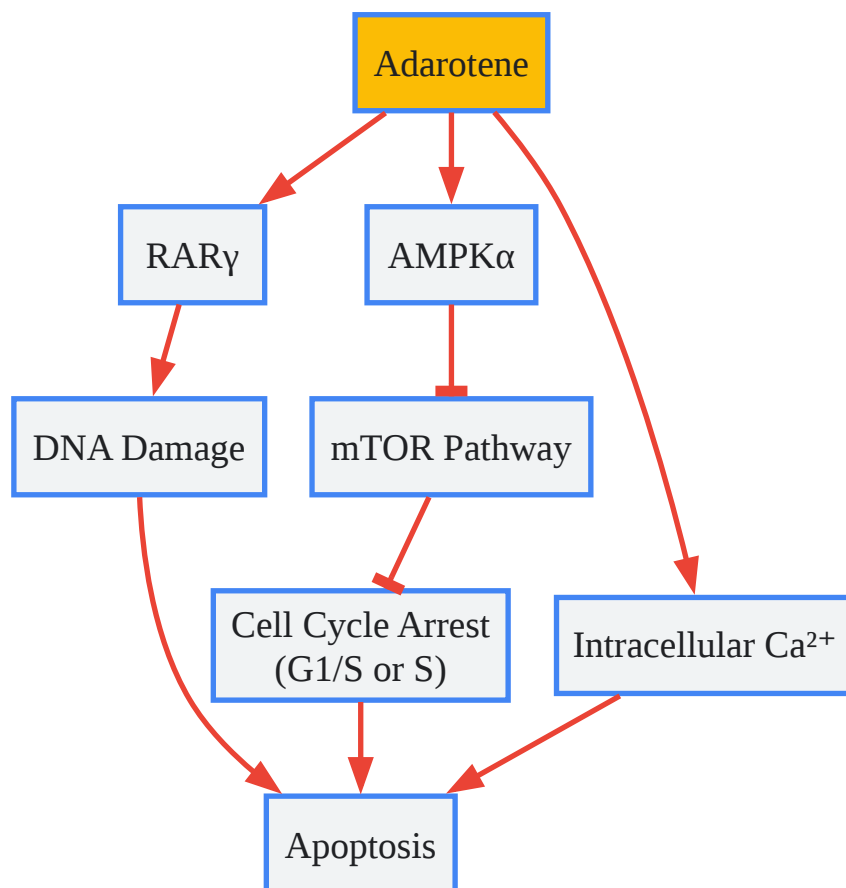 Adarotene
RARγ
AMPKα
DNA Damage
mTOR Pathway
Cell Cycle Arrest
(G1/S or S)
Intracellular Ca²⁺
Apoptosis